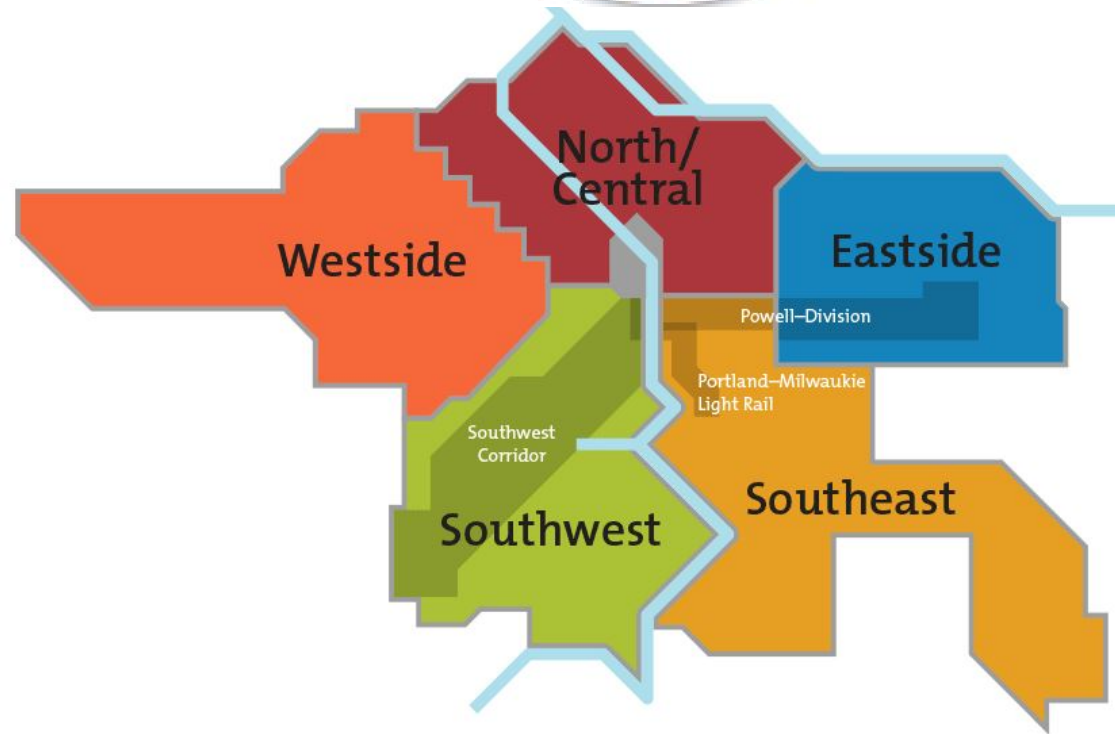 North/
Central
Westside
Eastside
Powell–Division
Portland–Milwaukie
Light Rail
Southwest
Corridor
Southeast
Southwest